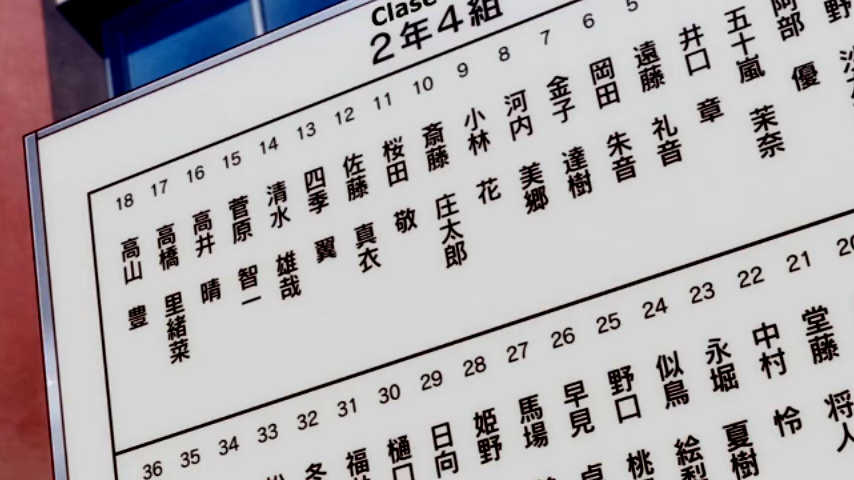 Clase
2年4組
阿部 優
五十嵐 茉奈
井口 章
5 遠藤 礼音
6 岡田 朱音
7 金子 達樹
8 河内 美郷
9 小林 花
10 斎藤 庄太郎
11 桜田 敬
12 佐藤 真衣
13 四季 翼
14 清水 雄哉
15 菅原 智一
16 高井 晴
17 高橋 里緒菜
18 高山 豊
20
21 堂藤 将人
22 中村 怜
23 永堀 夏樹
24 似鳥 絵梨
25 野口 桃
26 早見
27 馬場
28 姫野
29 日向
30 樋口
31 福
32 冬
33
34
35
36